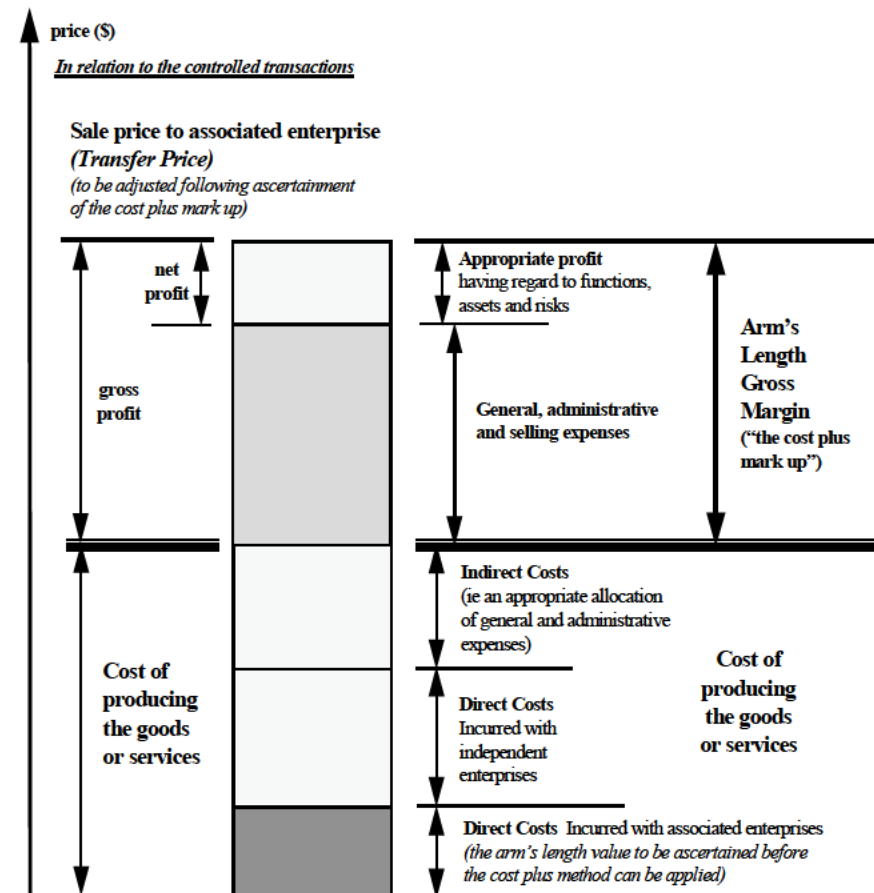 price ($)
In relation to the controlled transactions
Sale price to associated enterprise
(Transfer Price)
(to be adjusted following ascertainment
of the cost plus mark up)
net
profit
gross
profit
Appropriate profit
having regard to functions,
assets and risks
General, administrative
and selling expenses
Arm's
Length
Gross
Margin
("the cost plus
mark up")
Cost of
producing
the goods
or services
Indirect Costs
(ie an appropriate allocation
of general and administrative
expenses)
Direct Costs
Incurred with
independent
enterprises
Cost of
producing
the goods
or services
Direct Costs Incurred with associated enterprises
(the arm's length value to be ascertained before
the cost plus method can be applied)